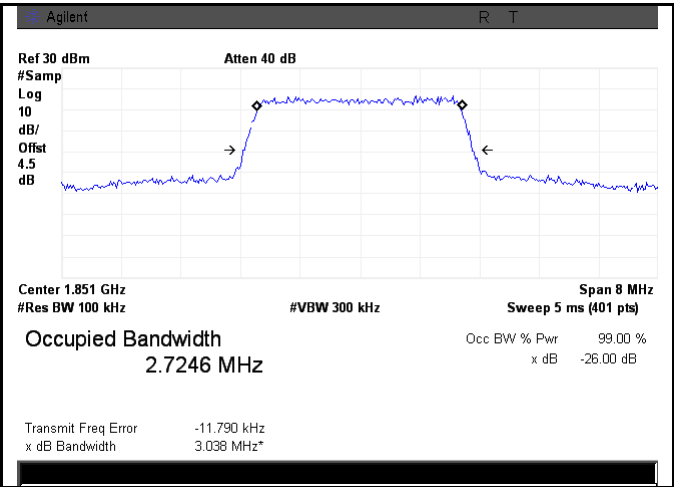 Agilent R T
Ref 30 dBm Atten 40 dB
#Samp
Log
10
dB/
Offst
4.5
dB
Center 1.851 GHz Span 8 MHz
#Res BW 100 kHz #VBW 300 kHz Sweep 5 ms (401 pts)
Occupied Bandwidth Occ BW % Pwr 99.00 %
2.7246 MHz x dB -26.00 dB
Transmit Freq Error -11.790 kHz
x dB Bandwidth 3.038 MHz*